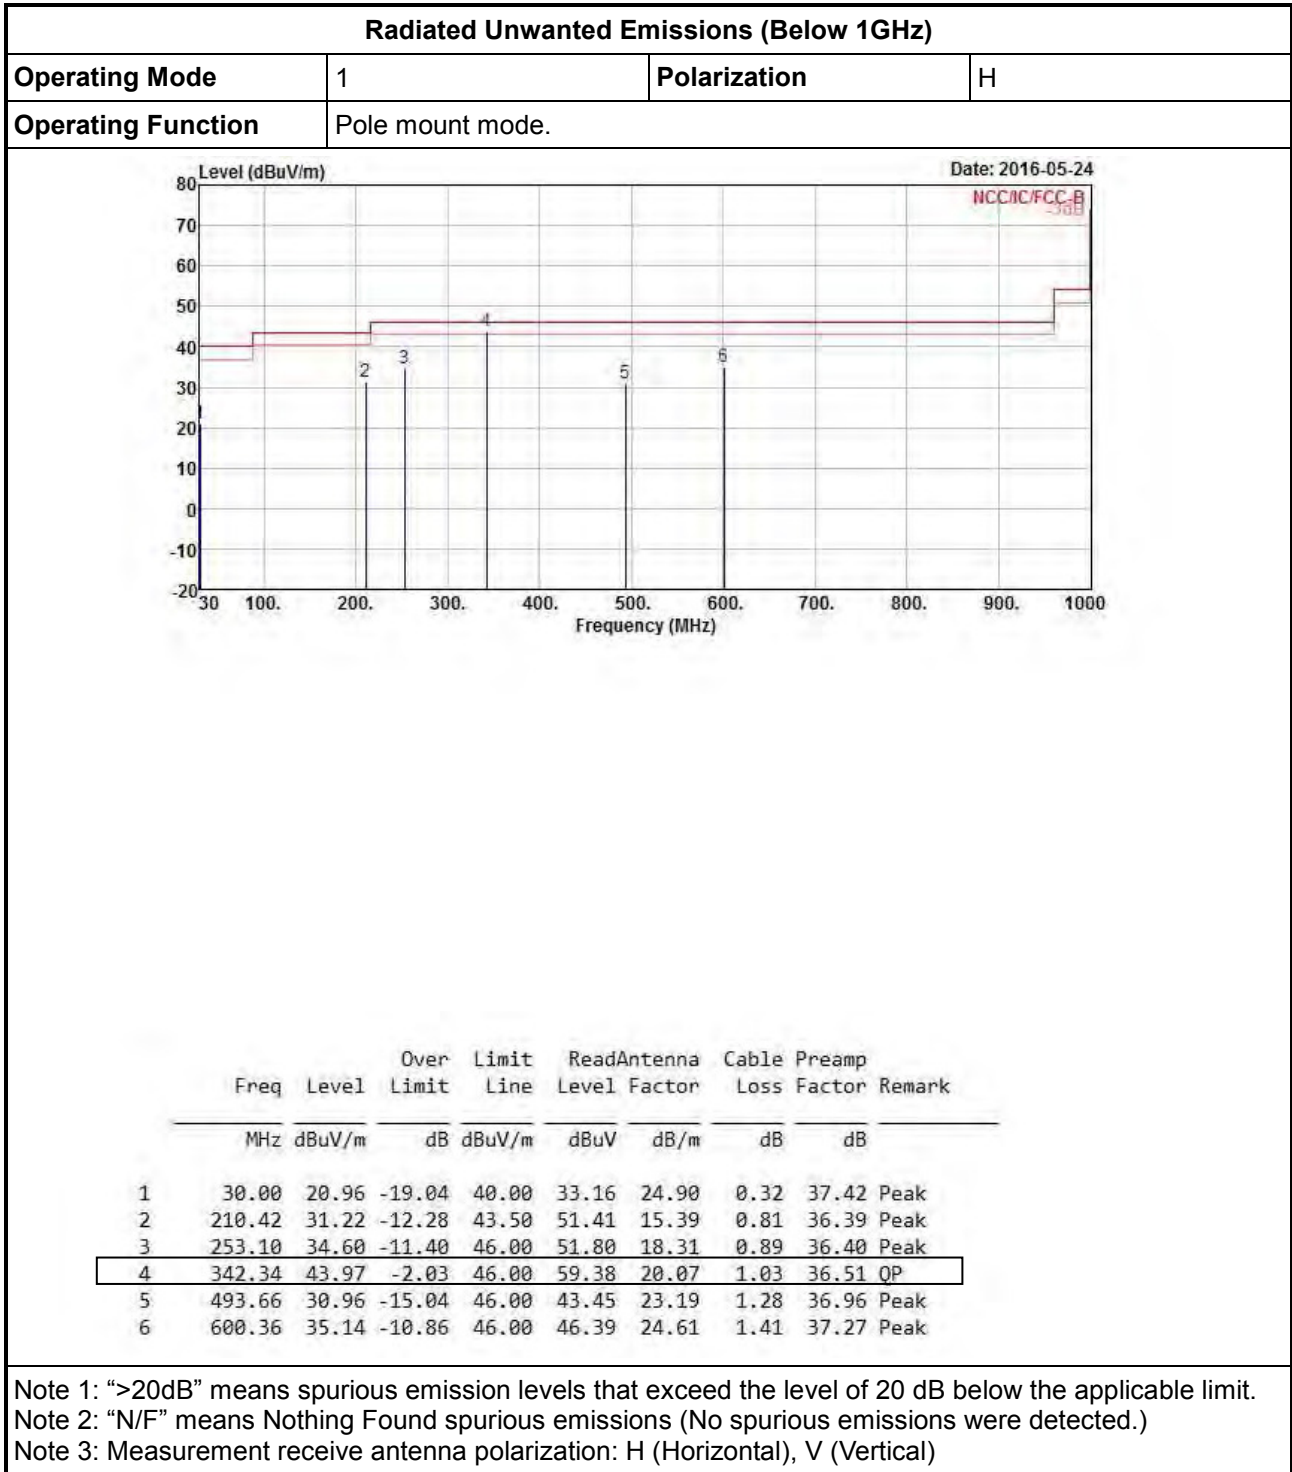 Radiated Unwanted Emissions (Below 1GHz)
Operating Mode 1 Polarization H
Operating Function Pole mount mode.
Level (dBuV/m) Date: 2016-05-24
80
NCC/IC/FCC-B
-3dB
70
60
50
40
30
20
10
0
-10
-20
4
3
6
2
5
30 100. 200. 300. 400. 500. 600. 700. 800. 900. 1000
Frequency (MHz)
Over Limit ReadAntenna Cable Preamp
Freq Level Limit Line Level Factor Loss Factor Remark
MHz dBuV/m dB dBuV/m dBuV dB/m dB dB
1 30.00 20.96 -19.04 40.00 33.16 24.90 0.32 37.42 Peak
2 210.42 31.22 -12.28 43.50 51.41 15.39 0.81 36.39 Peak
3 253.10 34.60 -11.40 46.00 51.80 18.31 0.89 36.40 Peak
4 342.34 43.97 -2.03 46.00 59.38 20.07 1.03 36.51 QP
5 493.66 30.96 -15.04 46.00 43.45 23.19 1.28 36.96 Peak
6 600.36 35.14 -10.86 46.00 46.39 24.61 1.41 37.27 Peak
Note 1: “>20dB” means spurious emission levels that exceed the level of 20 dB below the applicable limit.
Note 2: “N/F” means Nothing Found spurious emissions (No spurious emissions were detected.)
Note 3: Measurement receive antenna polarization: H (Horizontal), V (Vertical)